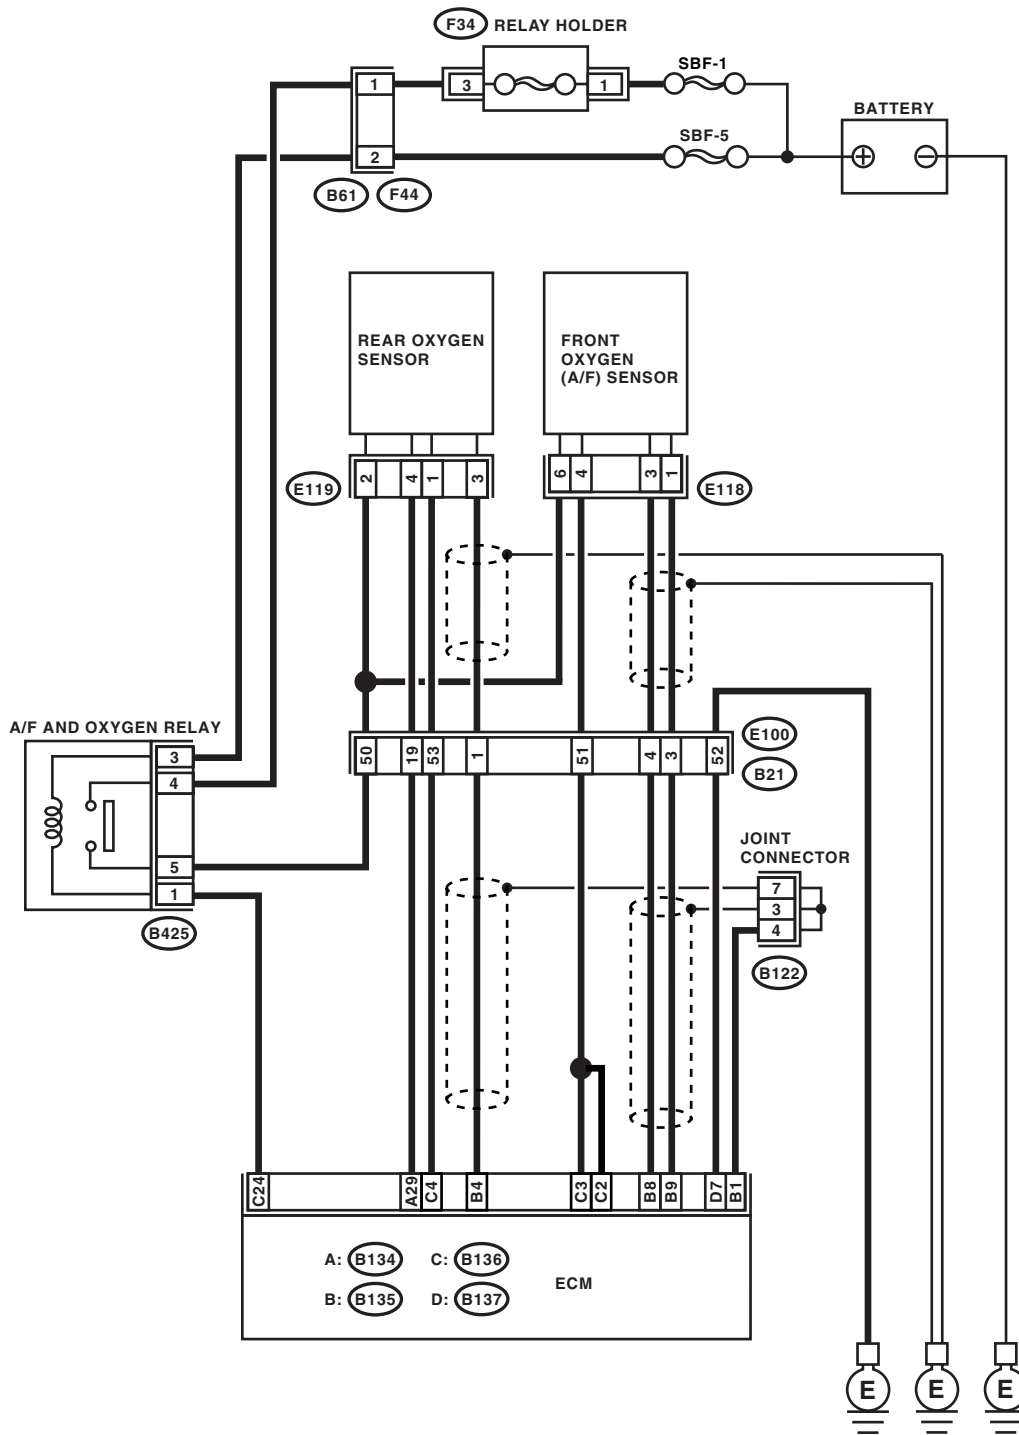 F34 RELAY HOLDER
SBF-1
1 3 1
BATTERY
SBF-5
2
B61 F44
REAR OXYGEN
SENSOR
FRONT
OXYGEN
(A/F) SENSOR
E119 2 4 1 3 6 4 3 1 E118
A/F AND OXYGEN RELAY
E100
3 50 19 53 1 51 4 3 52
B21
4
JOINT
CONNECTOR
5
7
1
3
4
B425
B122
C24 A29 C4 B4 C3 C2 B8 B9 D7 B1
A: B134 C: B136
ECM
B: B135 D: B137
E E E